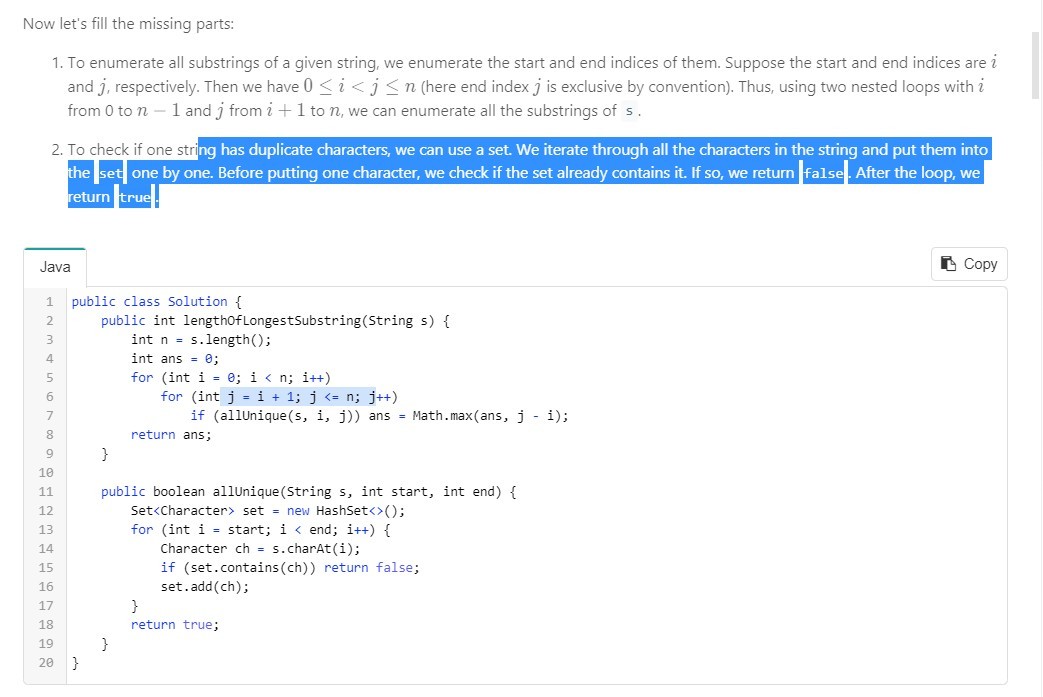 Now let's fill the missing parts:
1. To enumerate all substrings of a given string, we enumerate the start and end indices of them. Suppose the start and end indices are i
and j, respectively. Then we have 0 ≤ i < j ≤ n (here end index j is exclusive by convention). Thus, using two nested loops with i
from 0 to n − 1 and j from i + 1 to n, we can enumerate all the substrings of s .
2. To check if one string has duplicate characters, we can use a set. We iterate through all the characters in the string and put them into
the set one by one. Before putting one character, we check if the set already contains it. If so, we return false . After the loop, we
return true .
Java
Copy
1 public class Solution {
2     public int lengthOfLongestSubstring(String s) {
3         int n = s.length();
4         int ans = 0;
5         for (int i = 0; i < n; i++)
6             for (int j = i + 1; j <= n; j++)
7                 if (allUnique(s, i, j)) ans = Math.max(ans, j - i);
8         return ans;
9     }
10
11     public boolean allUnique(String s, int start, int end) {
12         Set<Character> set = new HashSet<>();
13         for (int i = start; i < end; i++) {
14             Character ch = s.charAt(i);
15             if (set.contains(ch)) return false;
16             set.add(ch);
17         }
18         return true;
19     }
20 }